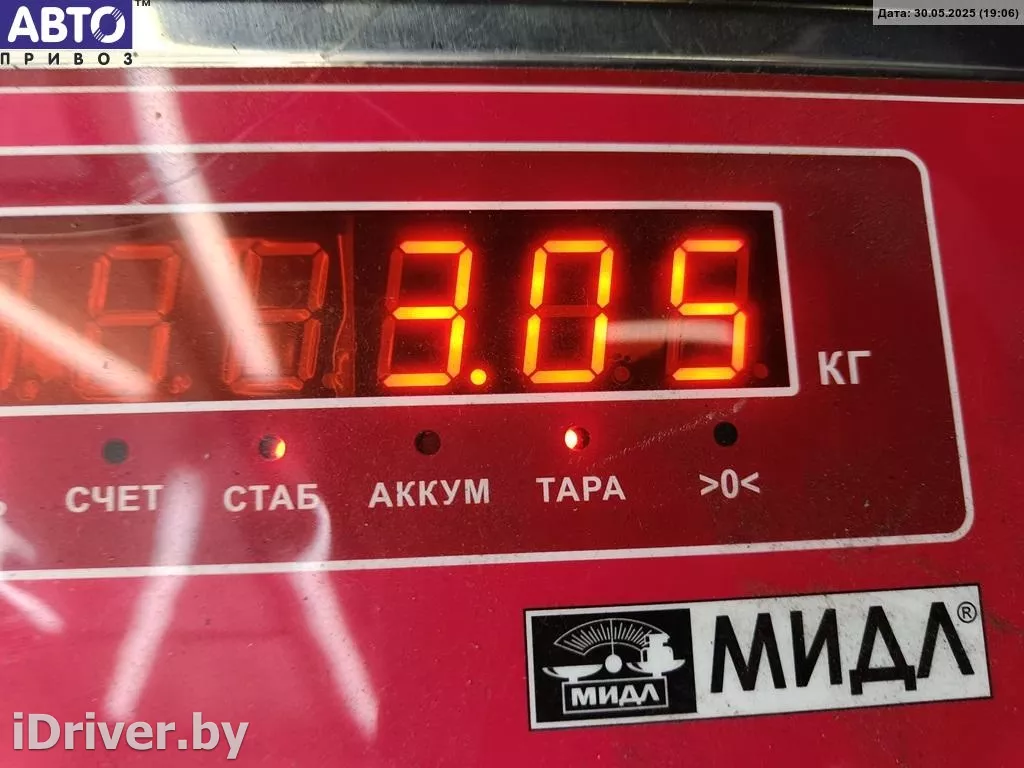 АВТО™
ПРИВОЗ
Дата: 30.05.2025 (19:06)
3.05
КГ
СЧЕТ СТАБ АККУМ ТАРА >0<
МИДЛ
МИДЛ®
iDriver.by